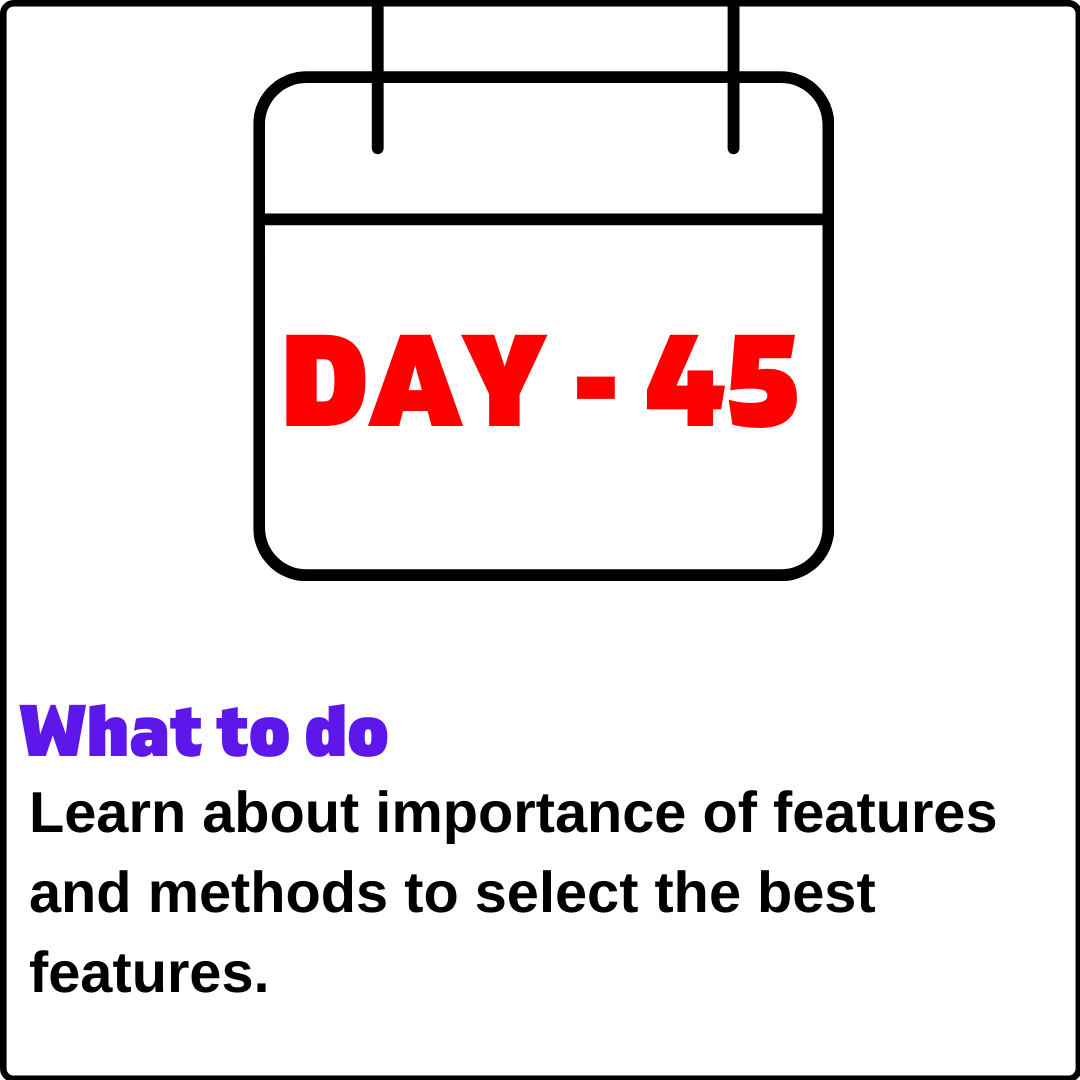 DAY - 45
What to do
Learn about importance of features
and methods to select the best
features.